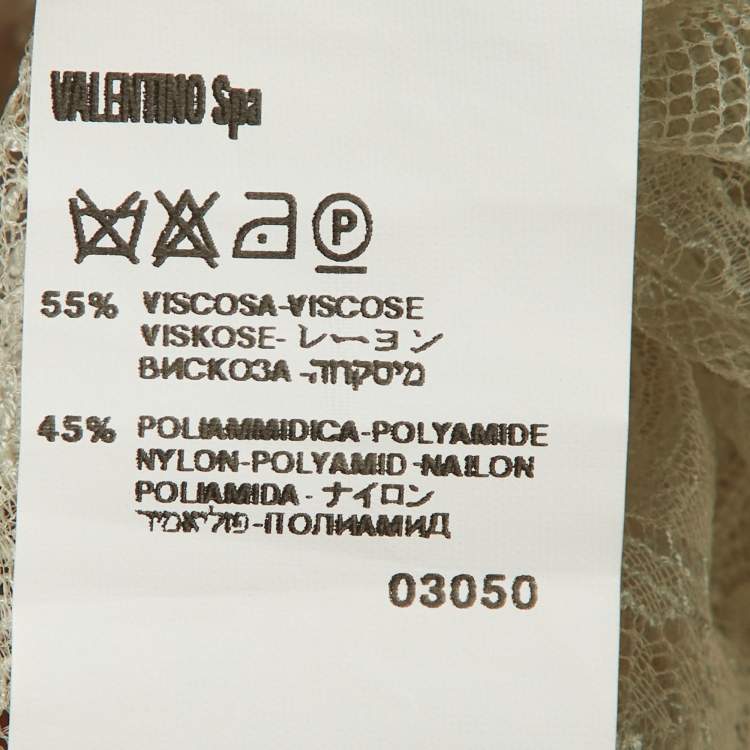 VALENTINO Spa
P
55% VISCOSA-VISCOSE
VISKOSE- レーヨン
ВИСКОЗА -מיסקחה
45% POLIAMMIDICA-POLYAMIDE
NYLON-POLYAMID-NAILON
POLIAMIDA - ナイロン
פוליאמיד-ПОЛИАМИД
03050